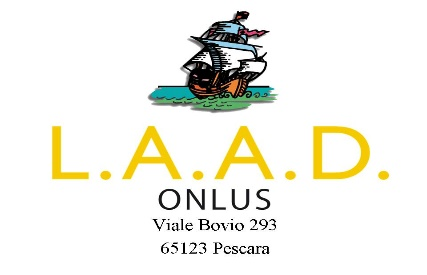 L.A.A.D.
ONLUS
Viale Bovio 293
65123 Pescara